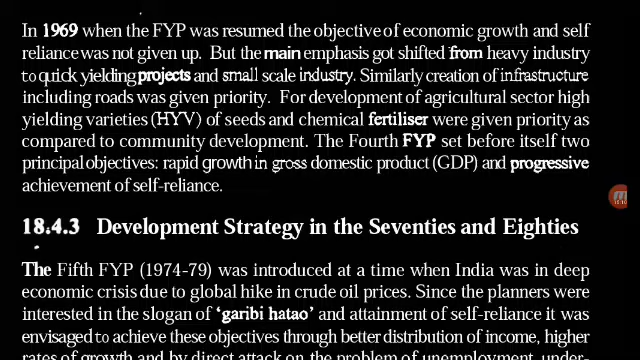 In 1969 when the FYP was resumed the objective of economic growth and self
reliance was not given up. But the main emphasis got shifted from heavy industry
to quick yielding projects and small scale industry. Similarly creation of infrastructure
including roads was given priority. For development of agricultural sector high
yielding varieties (HYV) of seeds and chemical fertiliser were given priority as
compared to community development. The Fourth FYP set before itself two
principal objectives: rapid growth in gross domestic product (GDP) and progressive
achievement of self-reliance.
18.4.3 Development Strategy in the Seventies and Eighties
The Fifth FYP (1974-79) was introduced at a time when India was in deep
economic crisis due to global hike in crude oil prices. Since the planners were
interested in the slogan of ‘garibi hatao’ and attainment of self-reliance it was
envisaged to achieve these objectives through better distribution of income, higher
rates of growth and by direct attack on the problem of unemployment, under-